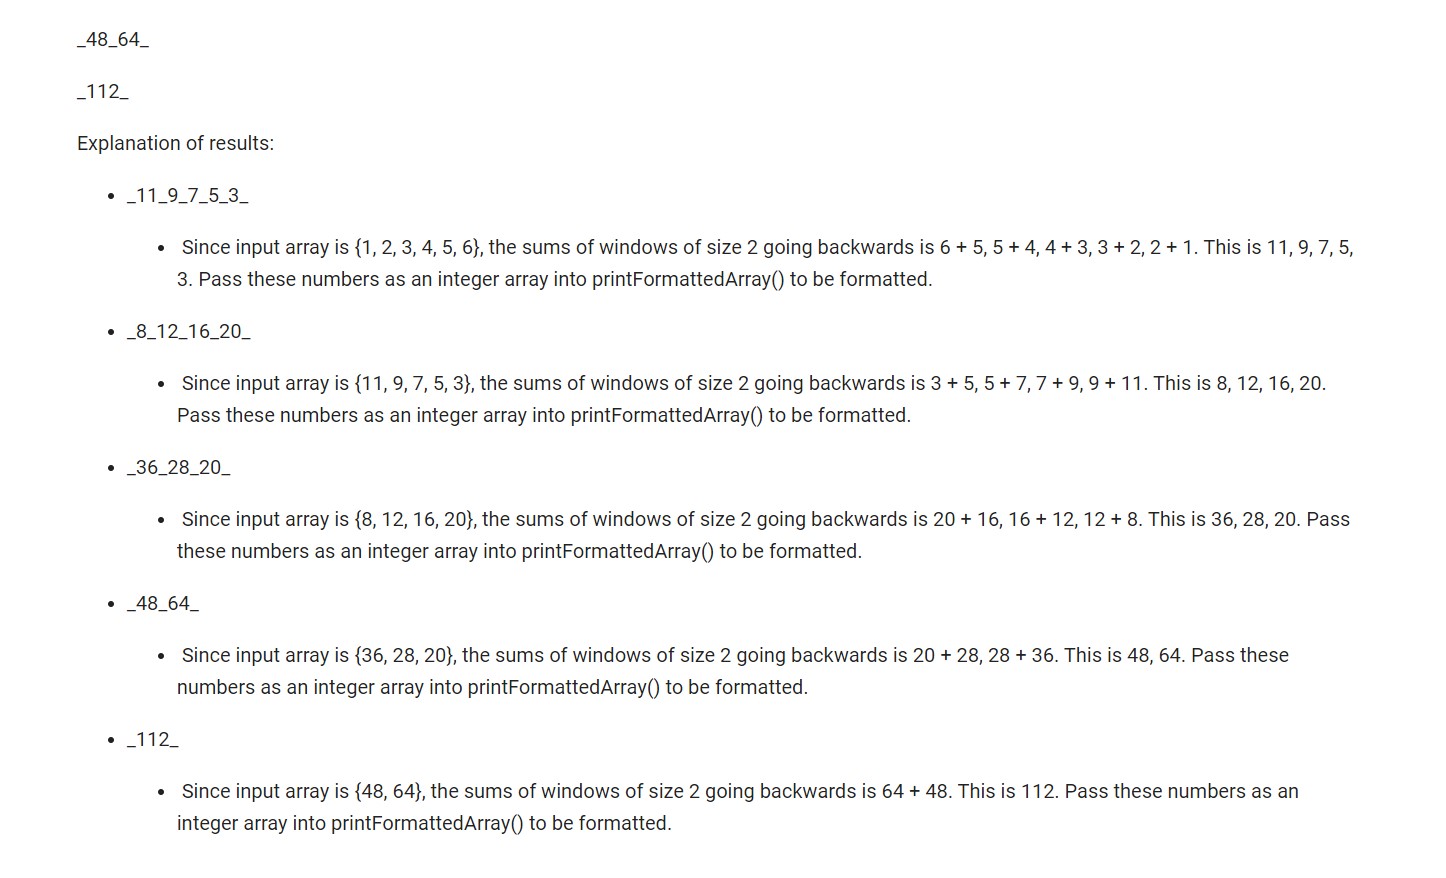 _48_64_
_112_
Explanation of results:
• _11_9_7_5_3_
• Since input array is {1, 2, 3, 4, 5, 6}, the sums of windows of size 2 going backwards is 6 + 5, 5 + 4, 4 + 3, 3 + 2, 2 + 1. This is 11, 9, 7, 5,
3. Pass these numbers as an integer array into printFormattedArray() to be formatted.
• _8_12_16_20_
• Since input array is {11, 9, 7, 5, 3}, the sums of windows of size 2 going backwards is 3 + 5, 5 + 7, 7 + 9, 9 + 11. This is 8, 12, 16, 20.
Pass these numbers as an integer array into printFormattedArray() to be formatted.
• _36_28_20_
• Since input array is {8, 12, 16, 20}, the sums of windows of size 2 going backwards is 20 + 16, 16 + 12, 12 + 8. This is 36, 28, 20. Pass
these numbers as an integer array into printFormattedArray() to be formatted.
• _48_64_
• Since input array is {36, 28, 20}, the sums of windows of size 2 going backwards is 20 + 28, 28 + 36. This is 48, 64. Pass these
numbers as an integer array into printFormattedArray() to be formatted.
• _112_
• Since input array is {48, 64}, the sums of windows of size 2 going backwards is 64 + 48. This is 112. Pass these numbers as an
integer array into printFormattedArray() to be formatted.